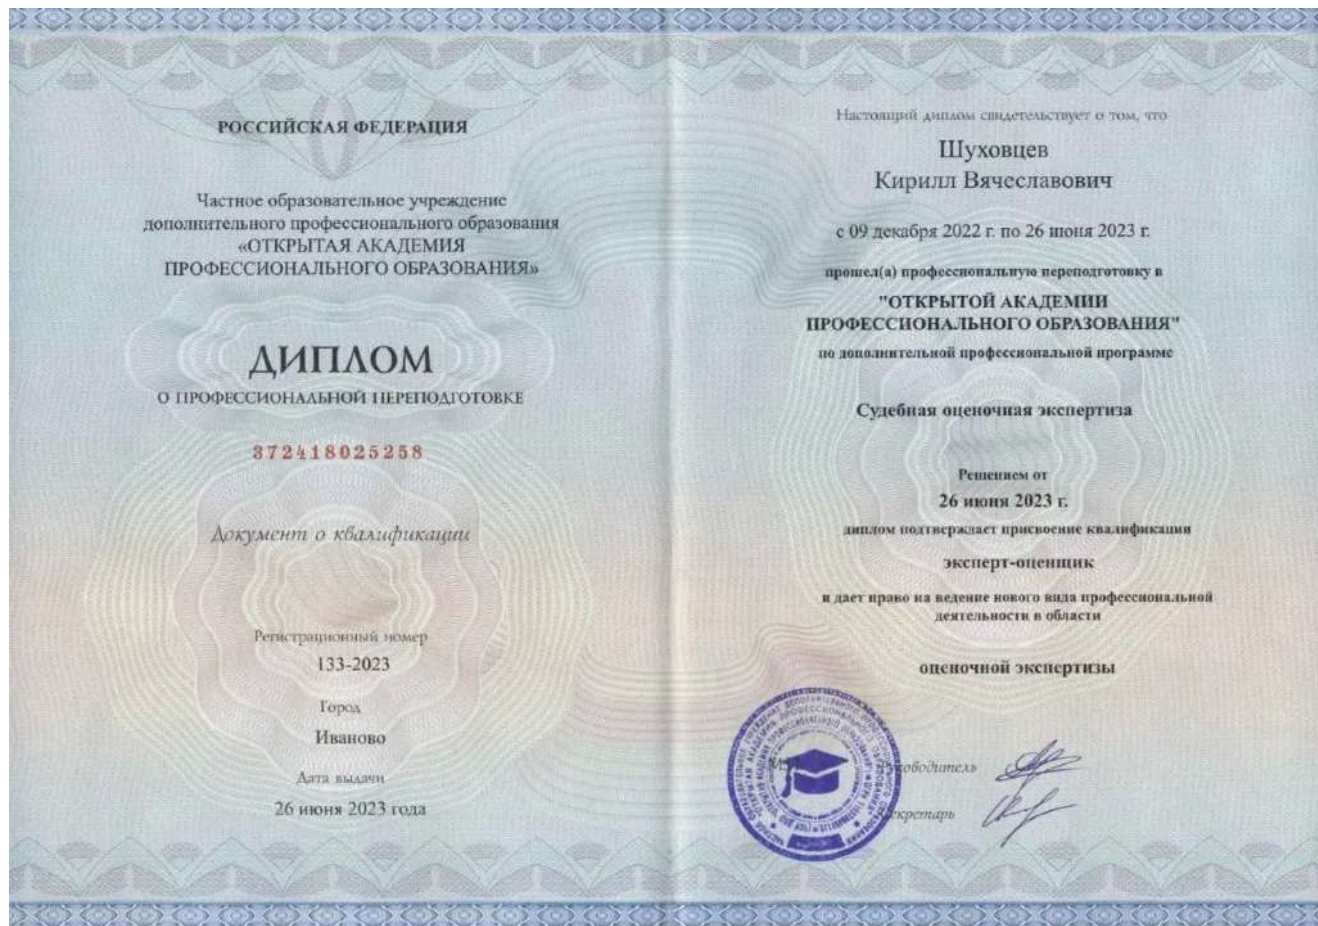 РОССИЙСКАЯ ФЕДЕРАЦИЯ
Частное образовательное учреждение
дополнительного профессионального образования
«ОТКРЫТАЯ АКАДЕМИЯ
ПРОФЕССИОНАЛЬНОГО ОБРАЗОВАНИЯ»
ДИПЛОМ
О ПРОФЕССИОНАЛЬНОЙ ПЕРЕПОДГОТОВКЕ
372418025258
Документ о квалификации
Регистрационный номер
133-2023
Город
Иваново
Дата выдачи
26 июня 2023 года
Настоящий диплом свидетельствует о том, что
Шуховцев
Кирилл Вячеславович
с 09 декабря 2022 г. по 26 июня 2023 г.
прошел(а) профессиональную переподготовку в
"ОТКРЫТОЙ АКАДЕМИИ
ПРОФЕССИОНАЛЬНОГО ОБРАЗОВАНИЯ"
по дополнительной профессиональной программе
Судебная оценочная экспертиза
Решением от
26 июня 2023 г.
диплом подтверждает присвоение квалификации
эксперт-оценщик
и дает право на ведение нового вида профессиональной
деятельности в области
оценочной экспертизы
Руководитель
Секретарь